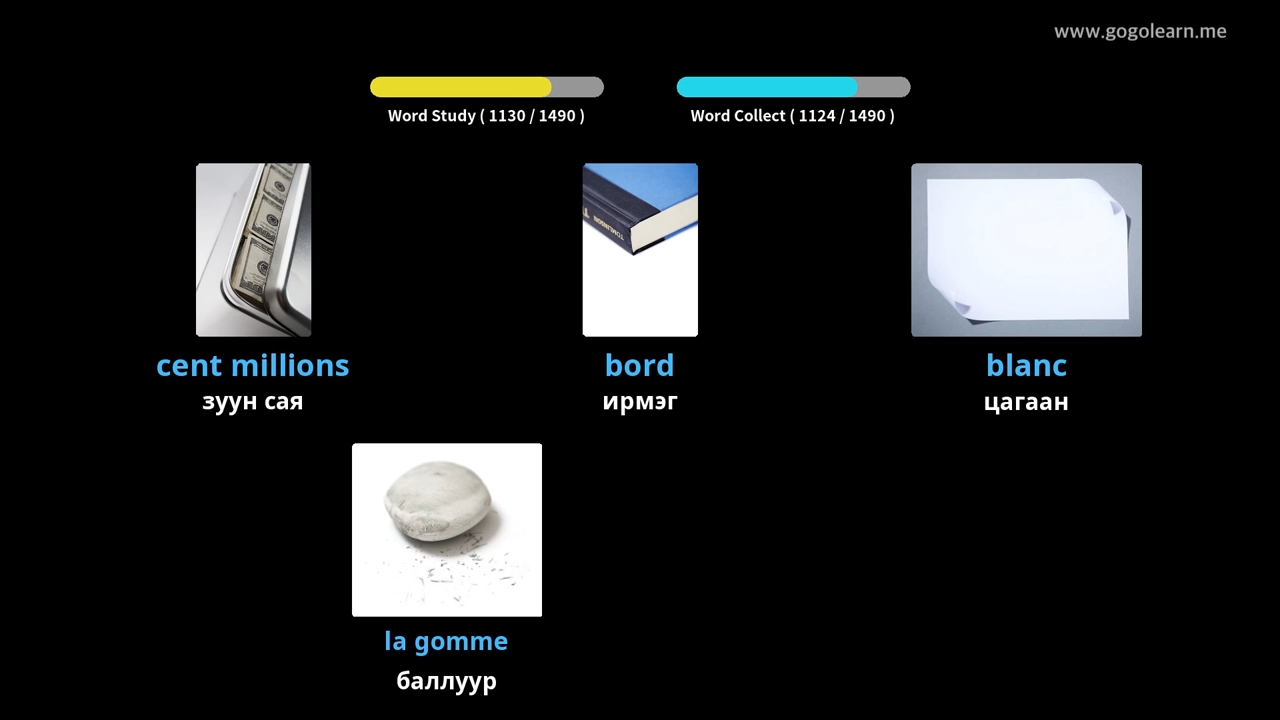 www.gogolearn.me
Word Study ( 1130 / 1490 )
Word Collect ( 1124 / 1490 )
TOMLINSON
cent millions
bord
blanc
зуун сая
ирмэг
цагаан
la gomme
баллуур